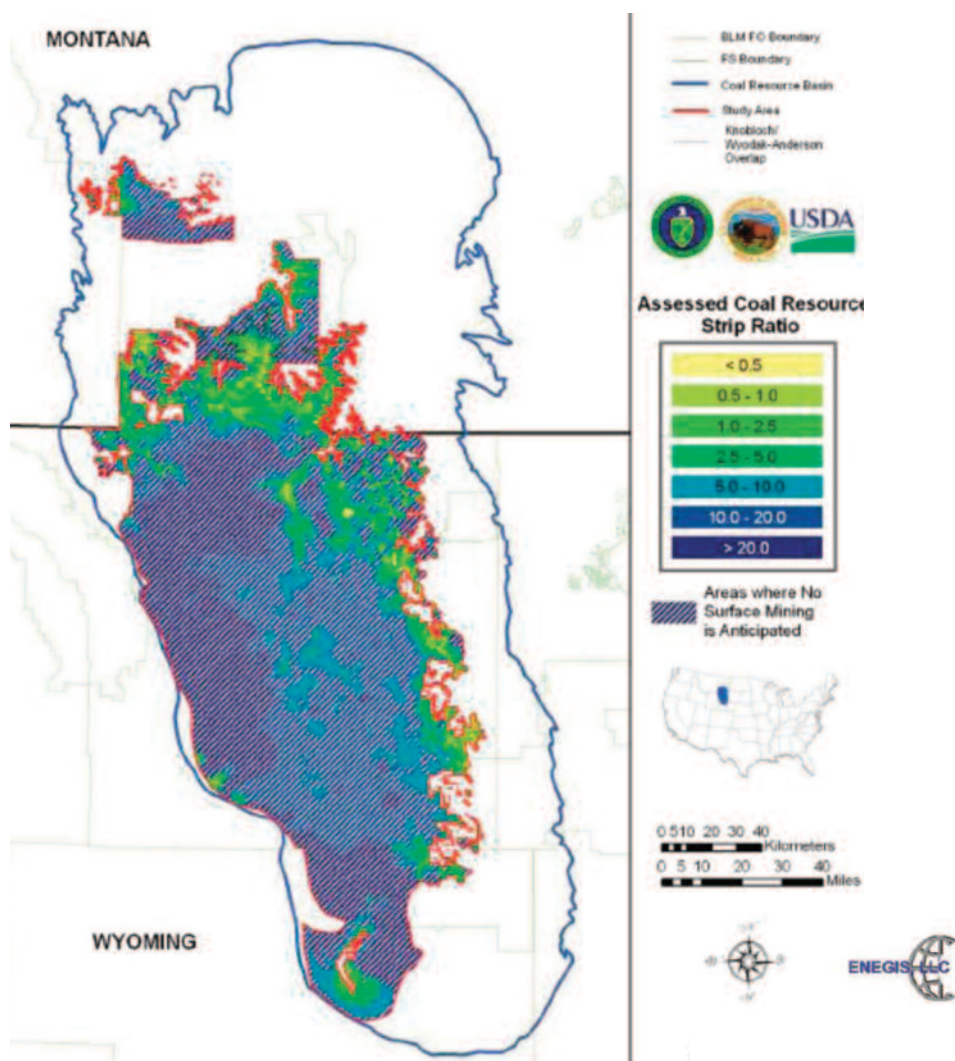 MONTANA
WYOMING
BLM FO Boundary
FS Boundary
Coal Resource Basin
Study Area
Knobloch/
Wyodak-Anderson
Overlap
USDA
Assessed Coal Resource
Strip Ratio
< 0.5
0.5 - 1.0
1.0 - 2.5
2.5 - 5.0
5.0 - 10.0
10.0 - 20.0
> 20.0
Areas where No
Surface Mining
is Anticipated
0 5 10 20 30 40
Kilometers
0 5 10 20 30 40
Miles
ENEGIS, LLC